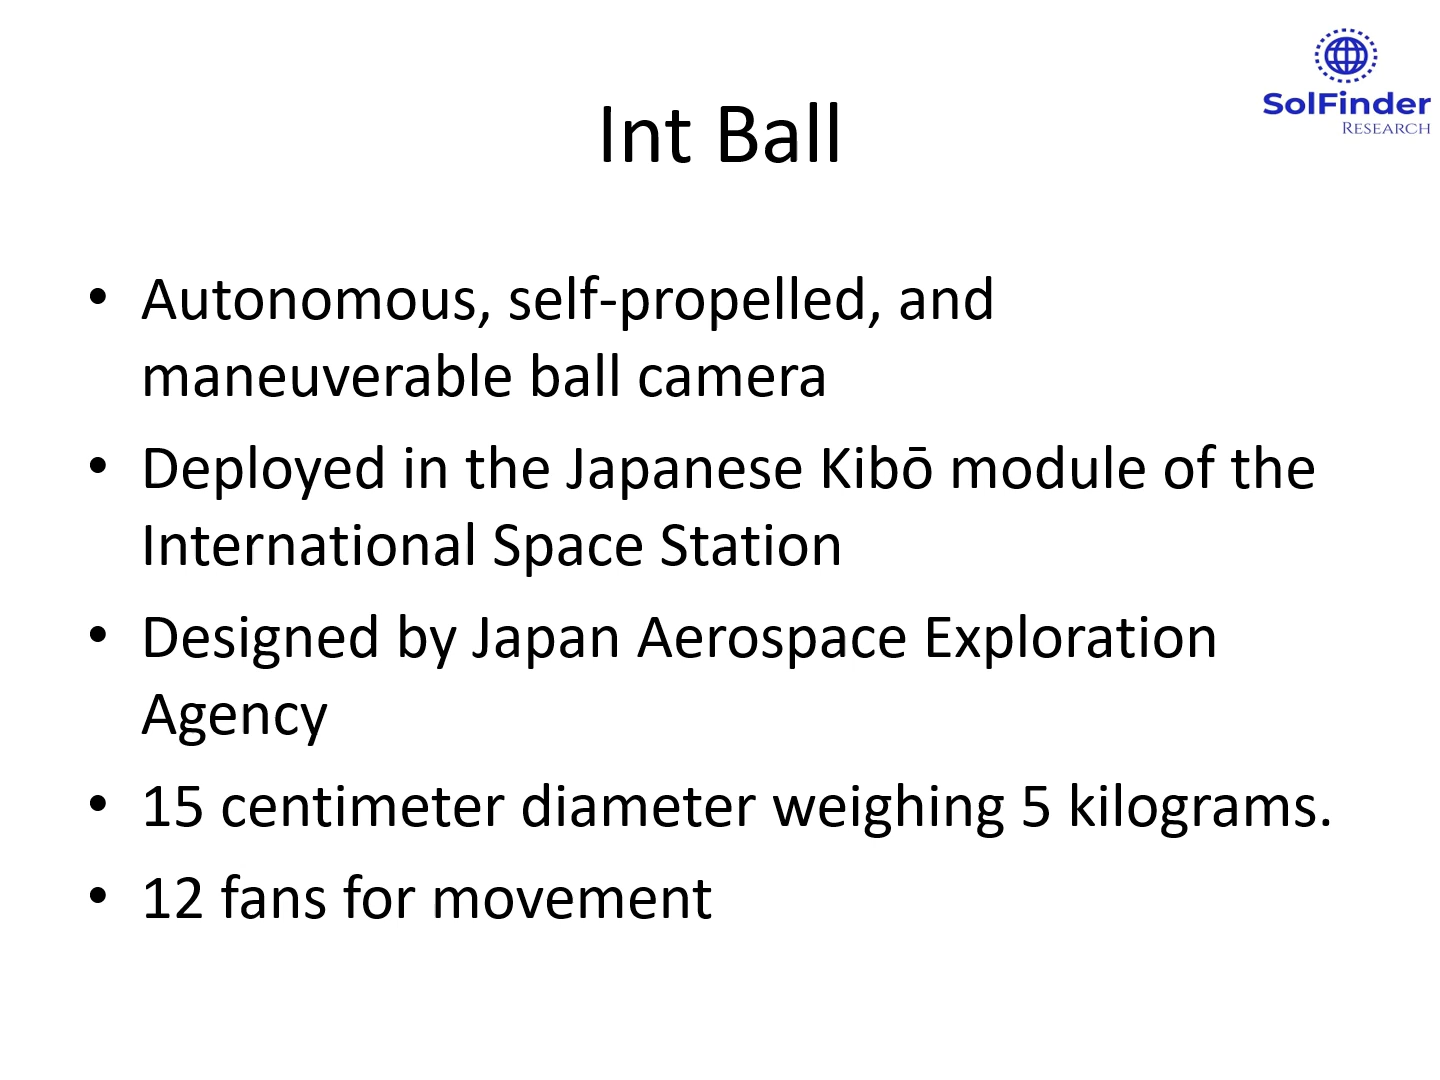 SolFinder
RESEARCH
Int Ball
• Autonomous, self-propelled, and
maneuverable ball camera
• Deployed in the Japanese Kibō module of the
International Space Station
• Designed by Japan Aerospace Exploration
Agency
• 15 centimeter diameter weighing 5 kilograms.
• 12 fans for movement